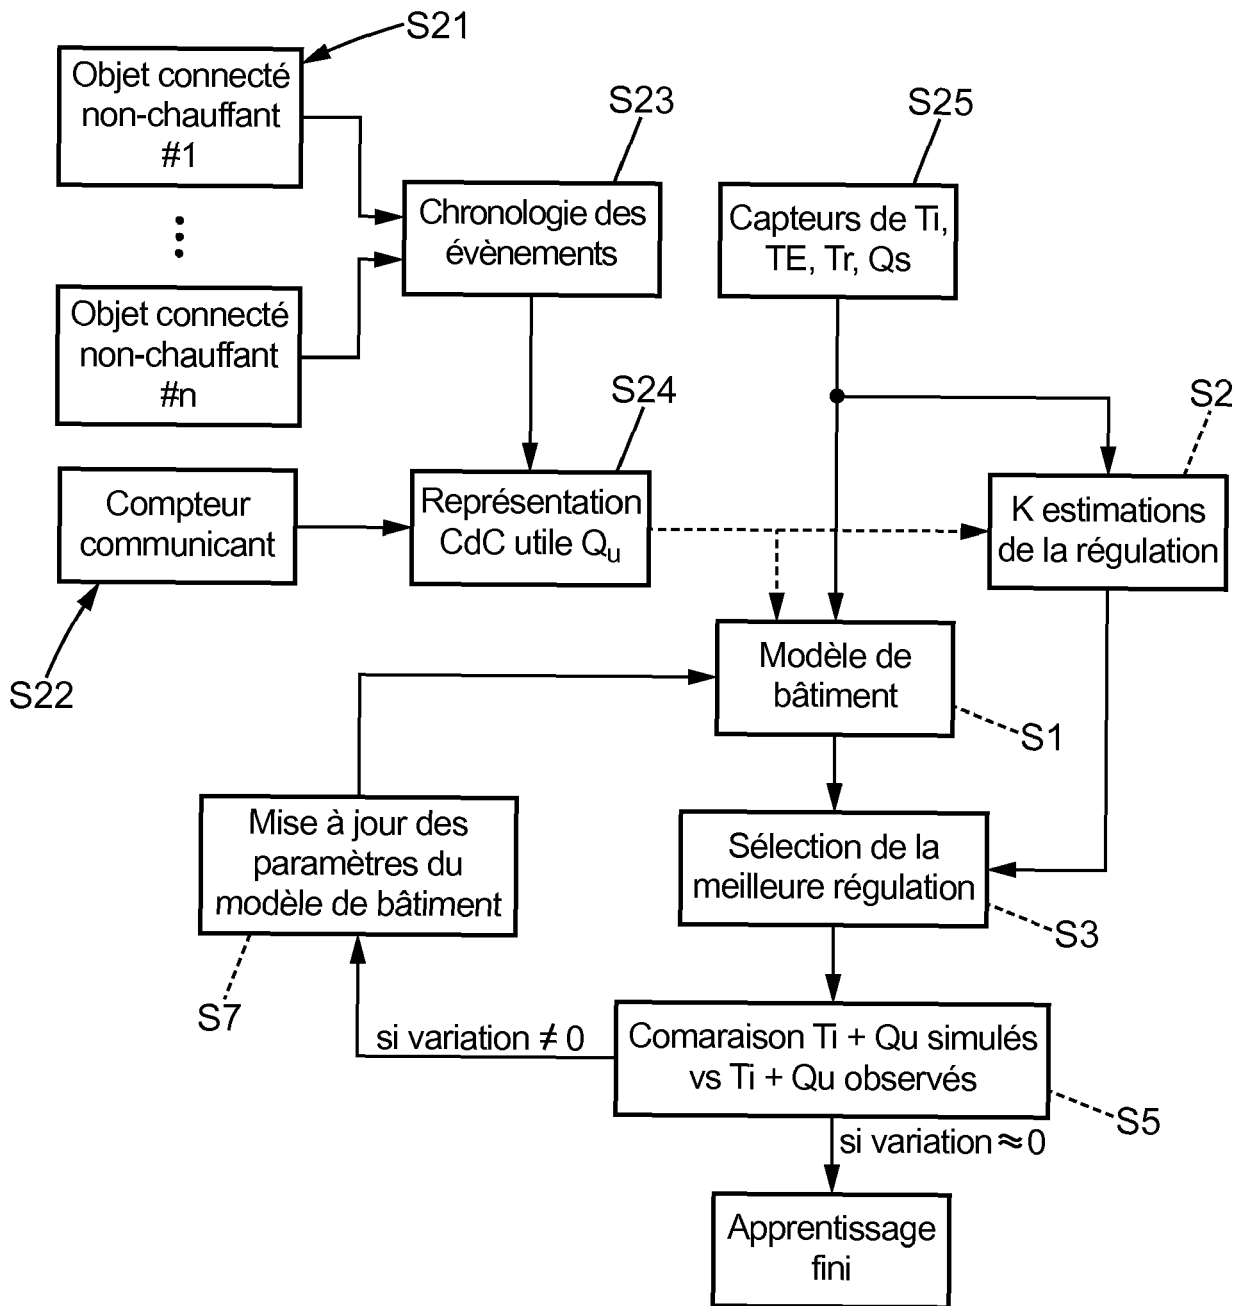 S21
Objet connecté
non-chauffant
#1
S23
S25
Chronologie des
évènements
Capteurs de Ti,
TE, Tr, Qs
Objet connecté
non-chauffant
#n
S24
S2
Compteur
communicant
Représentation
CdC utile Qu
K estimations
de la régulation
S22
Modèle de
bâtiment
S1
Mise à jour des
paramètres du
modèle de bâtiment
Sélection de la
meilleure régulation
S3
S7
si variation ≠ 0
Comaraison Ti + Qu simulés
vs Ti + Qu observés
S5
si variation ≈ 0
Apprentissage
fini